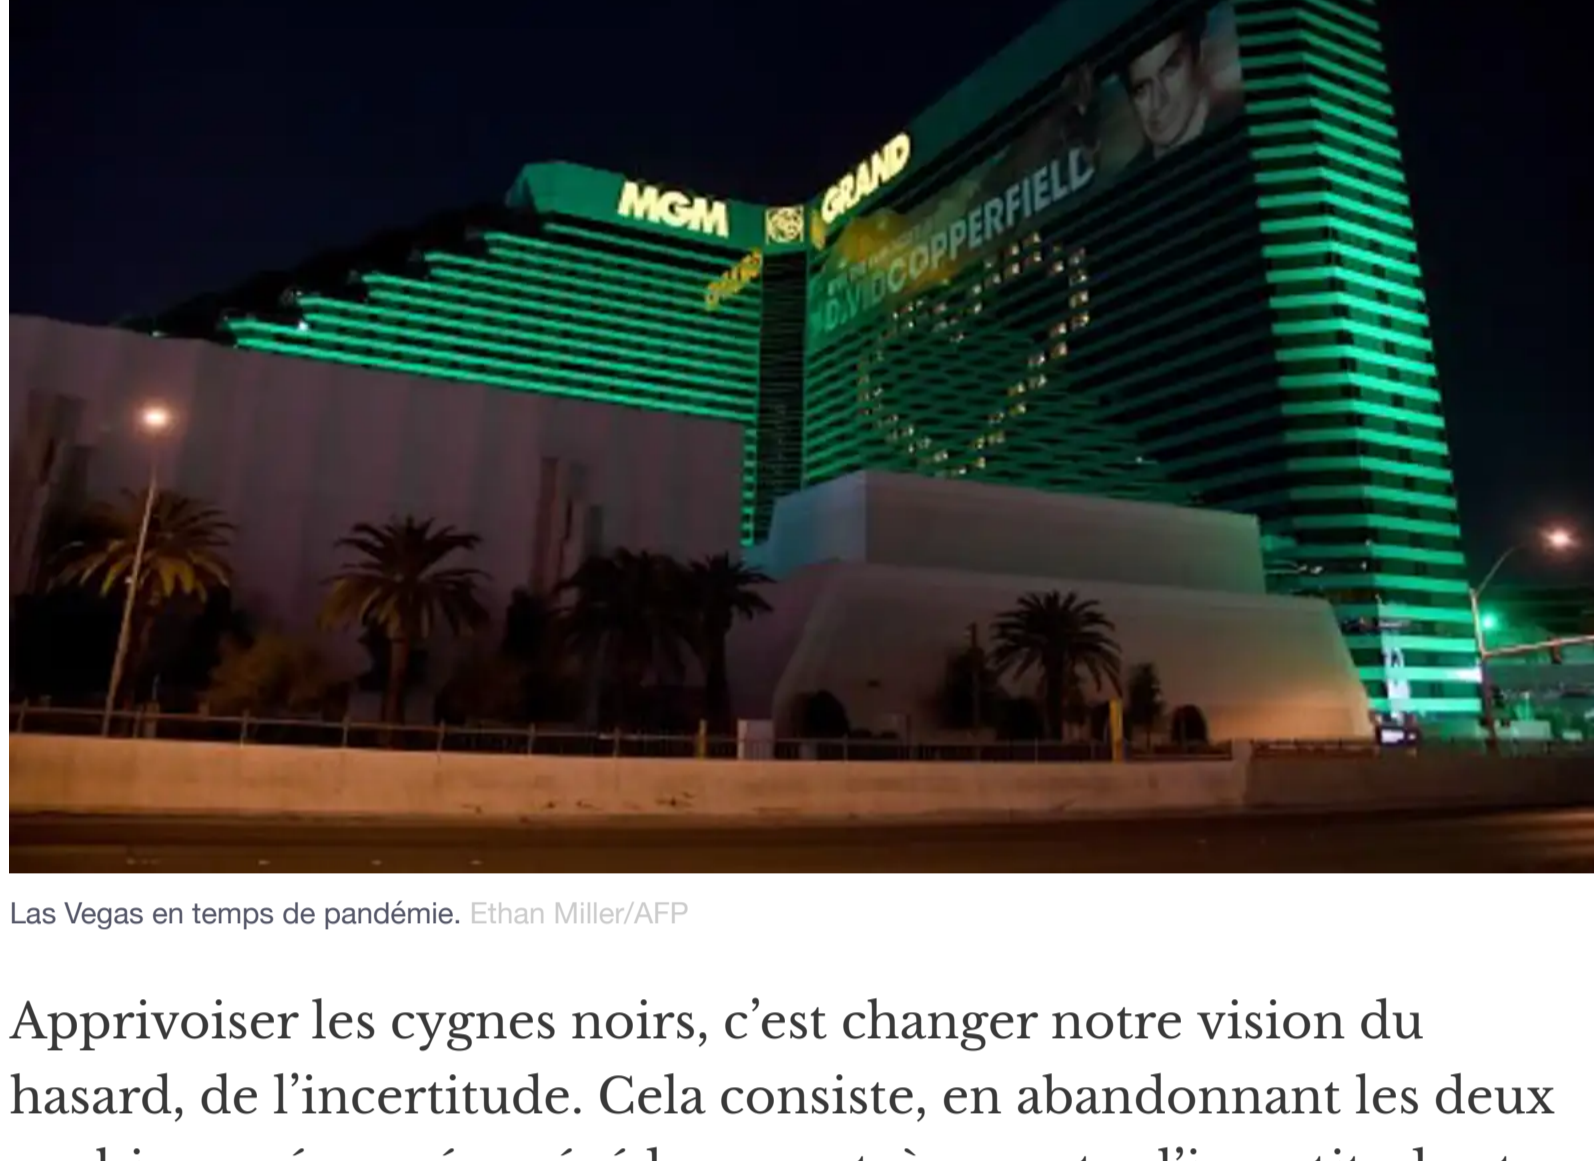 MGM
GRAND
DAVID COPPERFIELD
Las Vegas en temps de pandémie. Ethan Miller/AFP
Apprivoiser les cygnes noirs, c’est changer notre vision du
hasard, de l’incertitude. Cela consiste, en abandonnant les deux